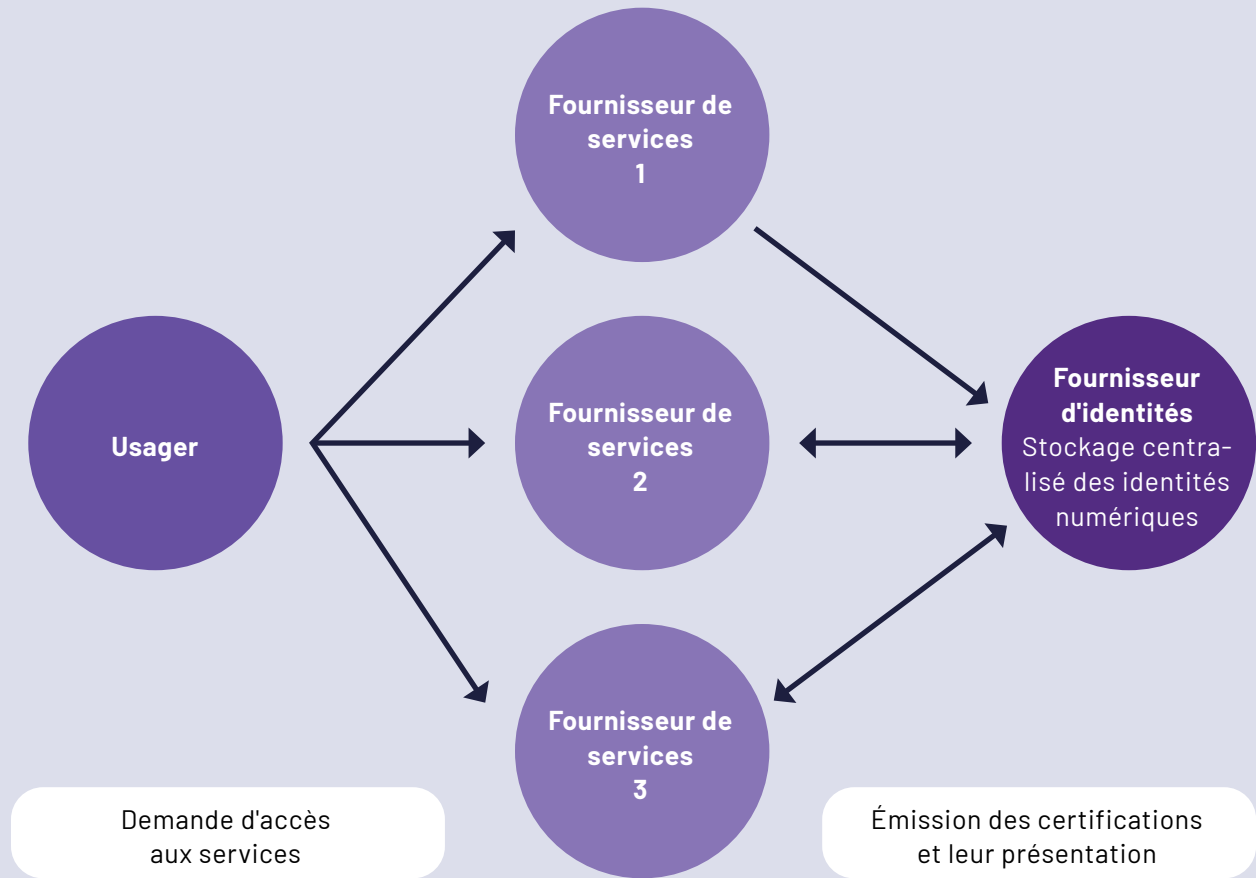 Fournisseur de
services
1
Usager
Fournisseur de
services
2
Fournisseur
d'identités
Stockage centra-
lisé des identités
numériques
Fournisseur de
services
3
Demande d'accès
aux services
Émission des certifications
et leur présentation